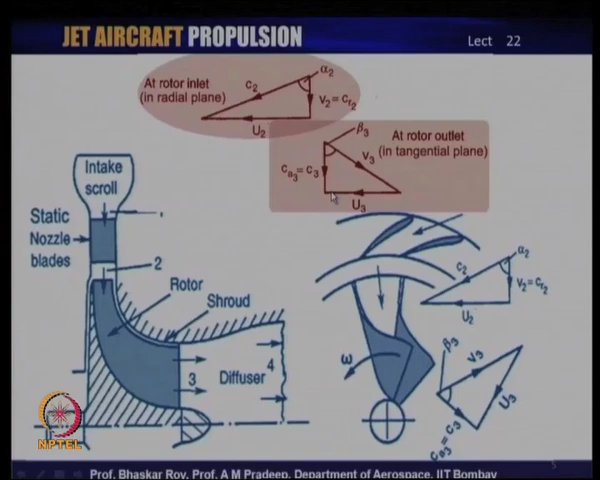 JET AIRCRAFT PROPULSION
Lect 22
At rotor inlet
(in radial plane)
c2
α2
v2 = cr2
U2
At rotor outlet
(in tangential plane)
β3
v3
ca3 = c3
U3
Intake
scroll
Static
Nozzle
blades
2
Rotor
Shroud
3
Diffuser
4
ω
c2
α2
v2 = cr2
U2
β3
v3
U3
ca3 = c3
NPTEL
Prof. Bhaskar Roy, Prof. A M Pradeep, Department of Aerospace, IIT Bombay
5